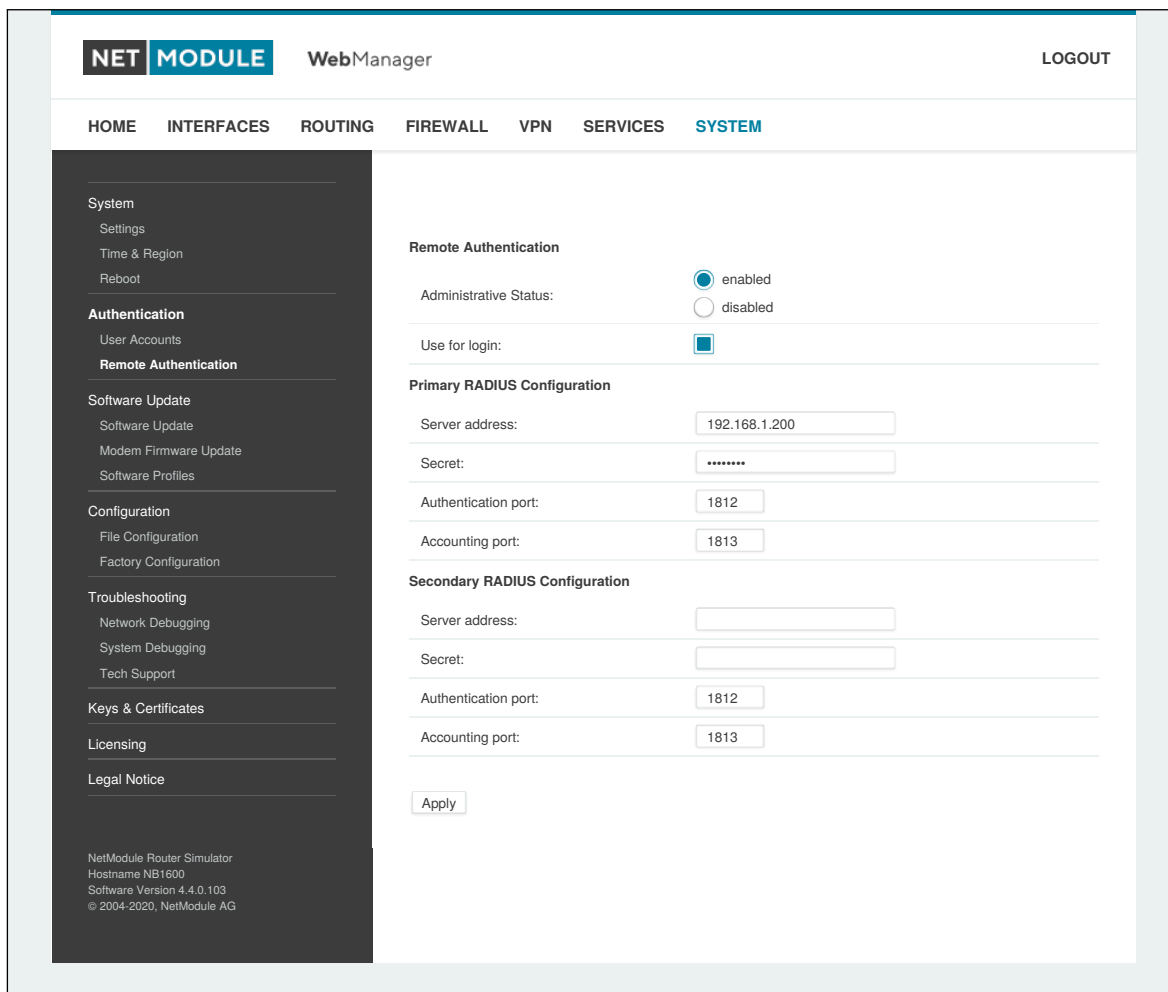 NET MODULE WebManager LOGOUT
HOME INTERFACES ROUTING FIREWALL VPN SERVICES SYSTEM
System
Settings
Time & Region
Reboot
Authentication
User Accounts
Remote Authentication
Software Update
Software Update
Modem Firmware Update
Software Profiles
Configuration
File Configuration
Factory Configuration
Troubleshooting
Network Debugging
System Debugging
Tech Support
Keys & Certificates
Licensing
Legal Notice
NetModule Router Simulator
Hostname NB1600
Software Version 4.4.0.103
© 2004-2020, NetModule AG
Remote Authentication
Administrative Status: enabled
disabled
Use for login:
Primary RADIUS Configuration
Server address: 192.168.1.200
Secret: ••••••••
Authentication port: 1812
Accounting port: 1813
Secondary RADIUS Configuration
Server address:
Secret:
Authentication port: 1812
Accounting port: 1813
Apply